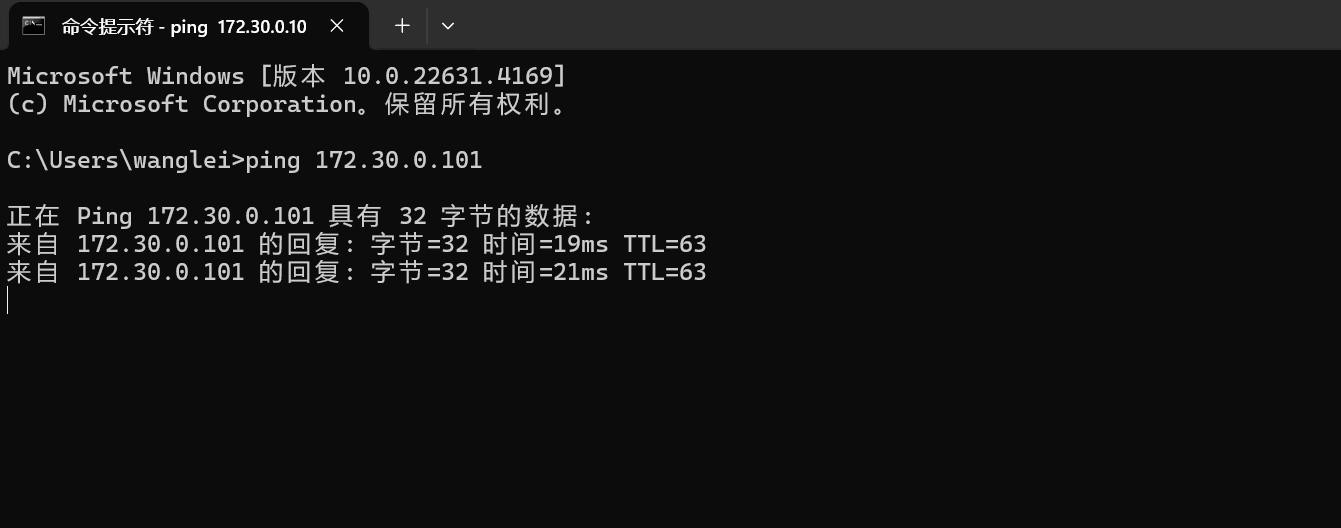 命令提示符 - ping 172.30.0.10
Microsoft Windows [版本 10.0.22631.4169]
(c) Microsoft Corporation。保留所有权利。
C:\Users\wanglei>ping 172.30.0.101
正在 Ping 172.30.0.101 具有 32 字节的数据:
来自 172.30.0.101 的回复: 字节=32 时间=19ms TTL=63
来自 172.30.0.101 的回复: 字节=32 时间=21ms TTL=63